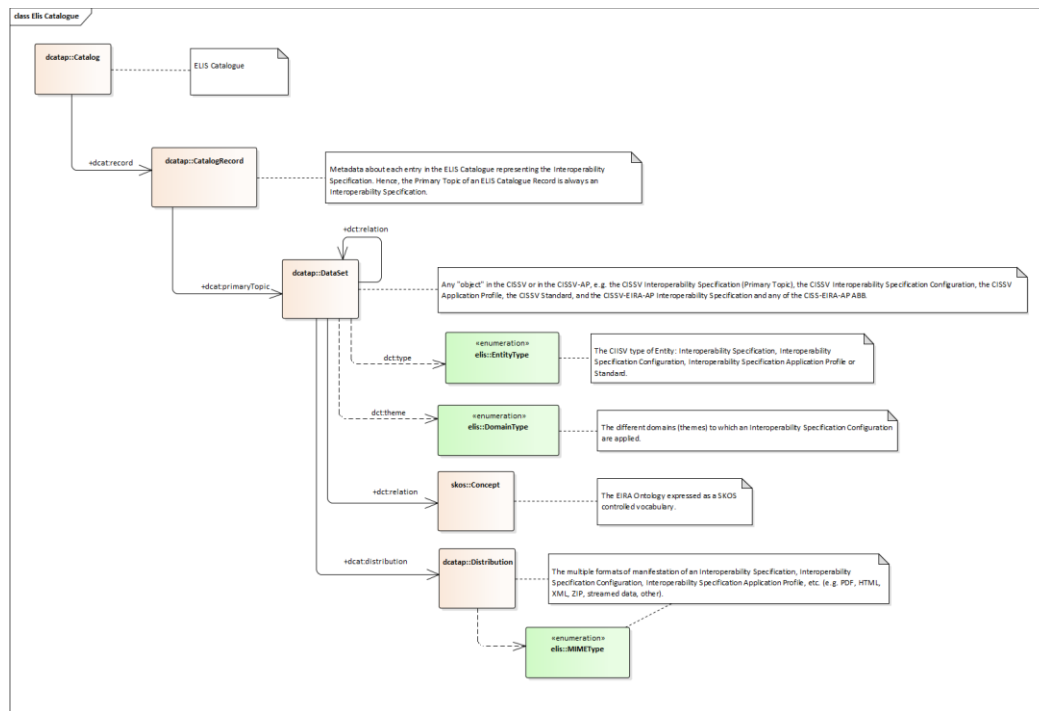 class Elis Catalogue
dcatap::Catalog
ELIS Catalogue
+dcat:record
dcatap::CatalogRecord
Metadata about each entry in the ELIS Catalogue representing the Interoperability
Specification. Hence, the Primary Topic of an ELIS Catalogue Record is always an
Interoperability Specification.
+dct:relation
dcatap::DataSet
+dcat:primaryTopic
Any "object" in the CISSV or in the CISSV-AP, e.g. the CISSV Interoperability Specification (Primary Topic), the CISSV Interoperability Specification Configuration, the CISSV
Application Profile, the CISSV Standard, and the CISSV-EIRA-AP Interoperability Specification and any of the CISS-EIRA-AP ABB.
dct:type
«enumeration»
elis::EntityType
The CIISV type of Entity: Interoperability Specification, Interoperability
Specification Configuration, Interoperability Specification Application Profile or
Standard.
dct:theme
«enumeration»
elis::DomainType
The different domains (themes) to which an Interoperability Specification Configuration
are applied.
+dct:relation
skos::Concept
The EIRA Ontology expressed as a SKOS
controlled vocabulary.
+dcat:distribution
dcatap::Distribution
The multiple formats of manifestation of an Interoperability Specification, Interoperability
Specification Configuration, Interoperability Specification Application Profile, etc. (e.g. PDF, HTML,
XML, ZIP, streamed data, other).
«enumeration»
elis::MIMEType